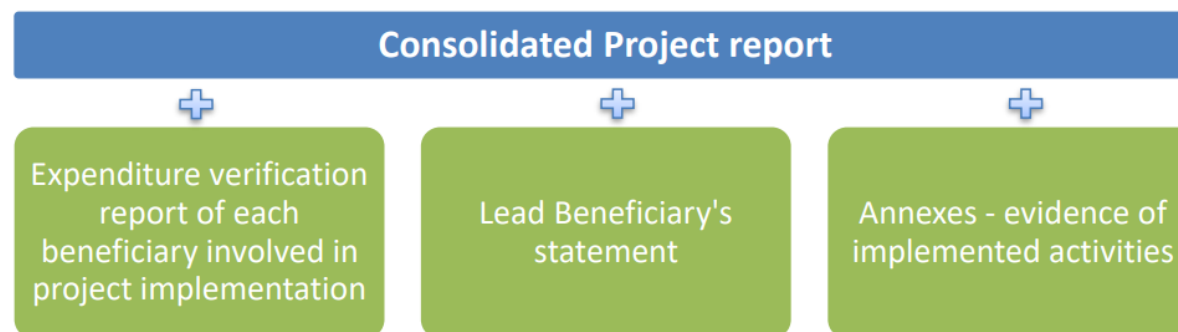 Consolidated Project report
Expenditure verification
report of each
beneficiary involved in
project implementation
Lead Beneficiary's
statement
Annexes - evidence of
implemented activities